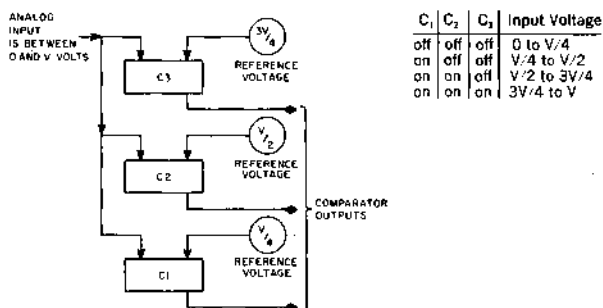 ANALOG
INPUT
IS BETWEEN
0 AND V VOLTS
3V/4
REFERENCE
VOLTAGE
C3
V/2
REFERENCE
VOLTAGE
C2
COMPARATOR
OUTPUTS
V/4
REFERENCE
VOLTAGE
C1
C₁ C₂ C₃ Input Voltage
off off off 0 to V/4
on off off V/4 to V/2
on on off V/2 to 3V/4
on on on 3V/4 to V